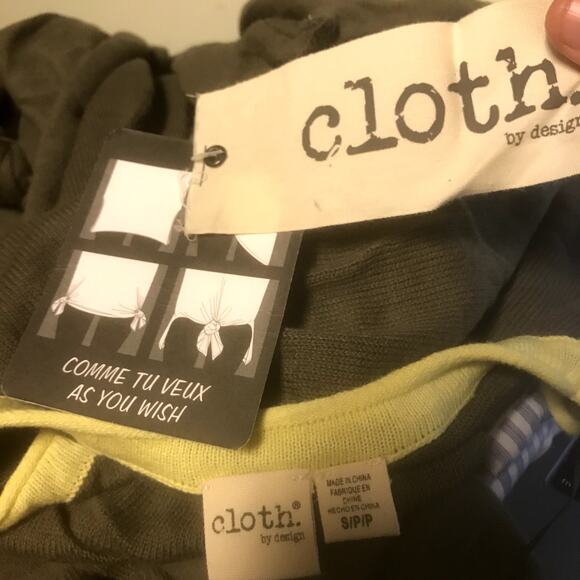 cloth.
by design
COMME TU VEUX
AS YOU WISH
cloth.®
by design
MADE IN CHINA
FABRIQUE EN
CHINE
HECHO EN CHINA
S/P/P